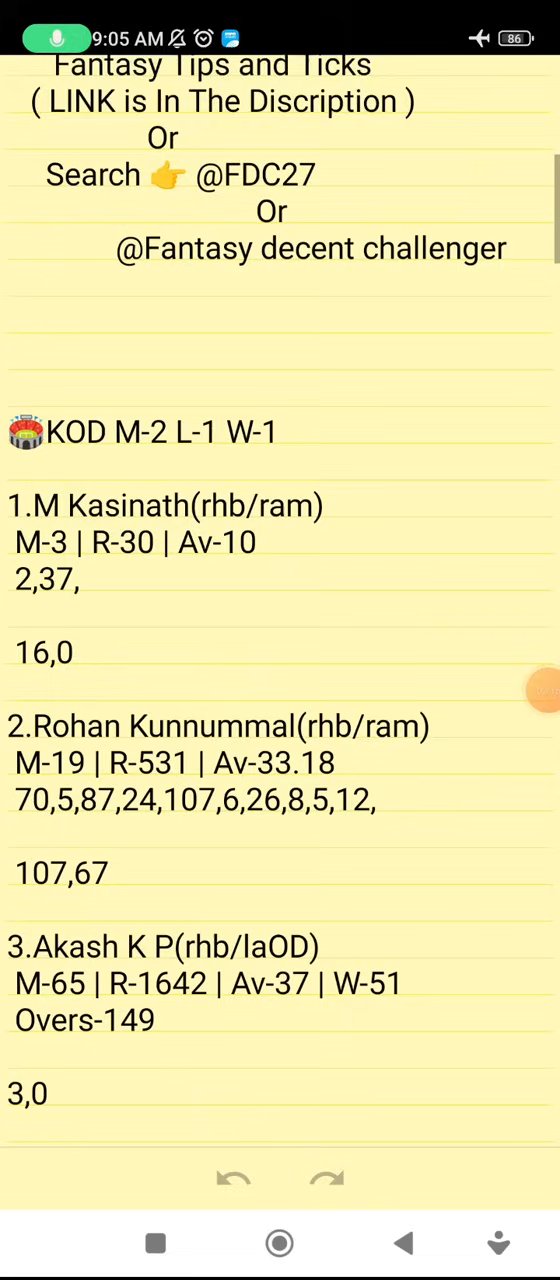 9:05 AM
86
Fantasy Tips and Ticks
( LINK is In The Discription )
Or
Search 👉 @FDC27
Or
@Fantasy decent challenger
🏟️KOD M-2 L-1 W-1
1.M Kasinath(rhb/ram)
M-3 | R-30 | Av-10
2,37,
16,0
2.Rohan Kunnummal(rhb/ram)
M-19 | R-531 | Av-33.18
70,5,87,24,107,6,26,8,5,12,
107,67
3.Akash K P(rhb/laOD)
M-65 | R-1642 | Av-37 | W-51
Overs-149
3,0